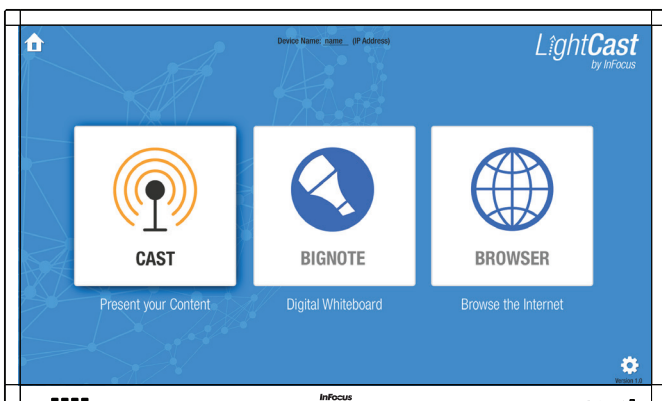 Device Name: name (IP Address)
LightCast
by InFocus
CAST
BIGNOTE
BROWSER
Present your Content
Digital Whiteboard
Browse the Internet
Version 1.0
InFocus